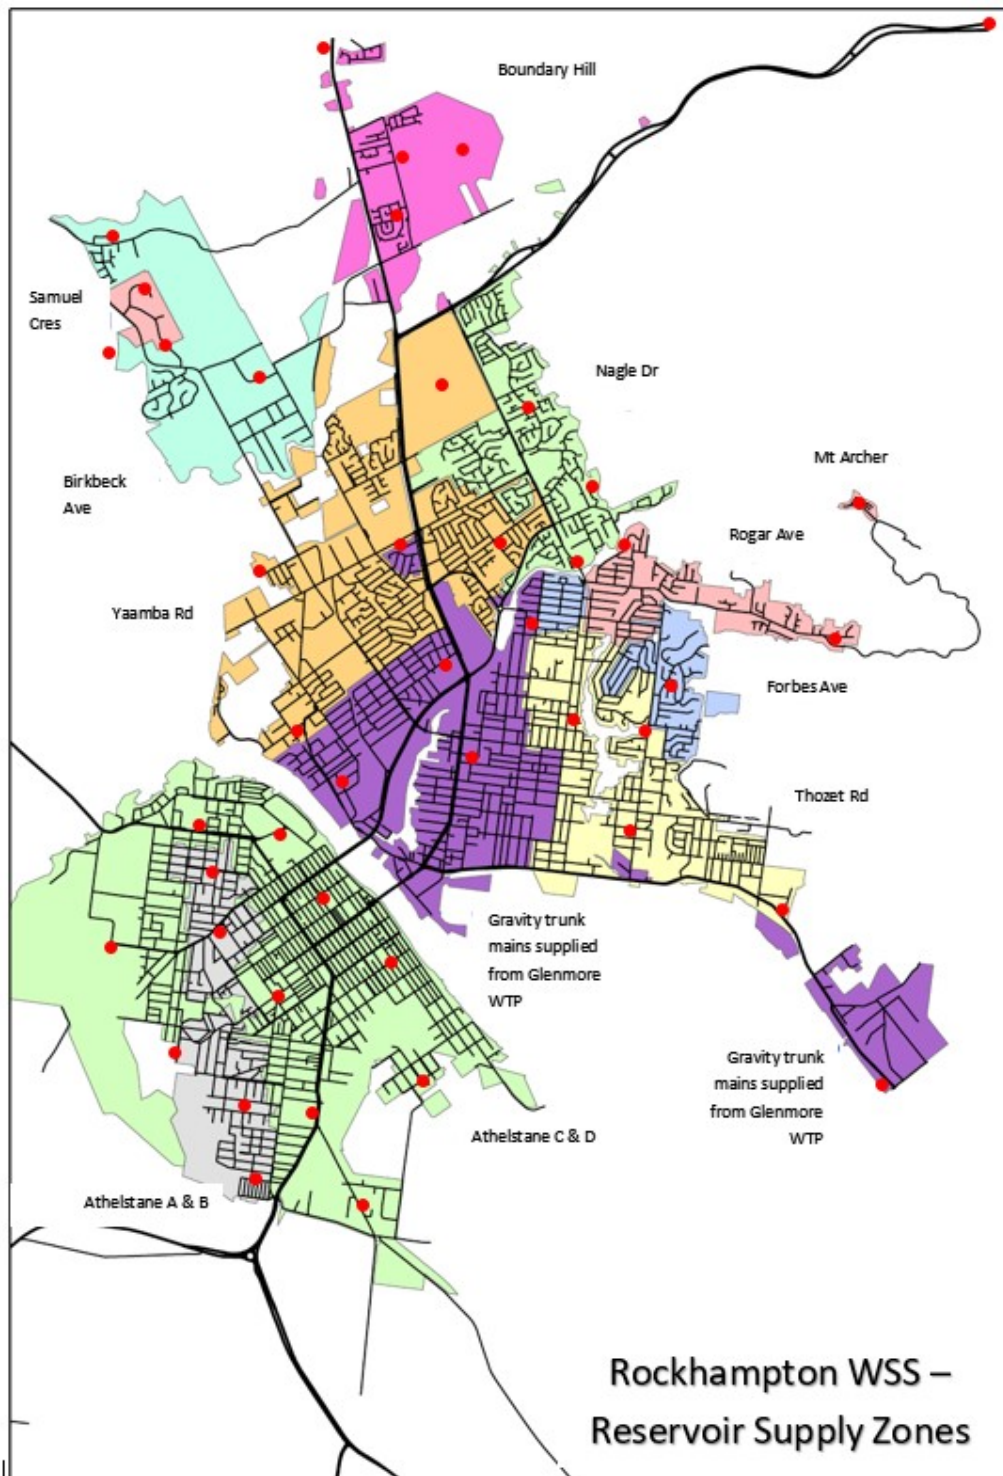 Boundary Hill
Samuel
Cres
Nagle Dr
Mt Archer
Birkbeck
Ave
Rogar Ave
Yaamba Rd
Forbes Ave
Thozet Rd
Gravity trunk
mains supplied
from Glenmore
WTP
Gravity trunk
mains supplied
from Glenmore
WTP
Athelstane C & D
Athelstane A & B
Rockhampton WSS –
Reservoir Supply Zones